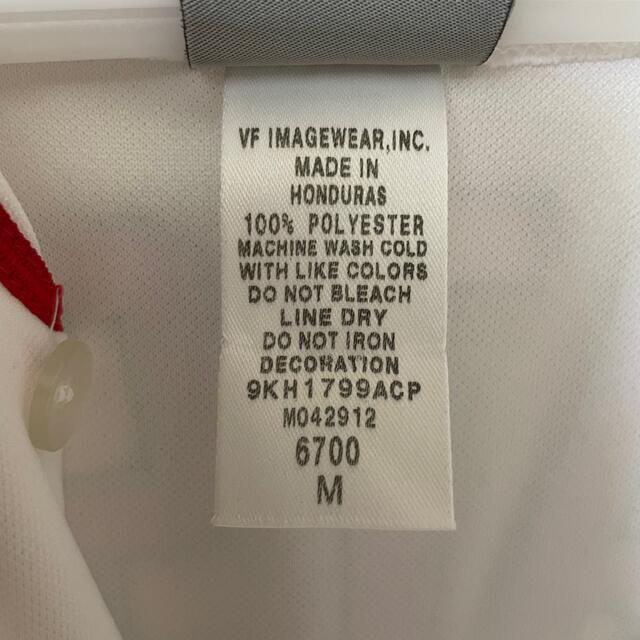 VF IMAGEWEAR,INC.
MADE IN
HONDURAS
100% POLYESTER
MACHINE WASH COLD
WITH LIKE COLORS
DO NOT BLEACH
LINE DRY
DO NOT IRON
DECORATION
9KH1799ACP
M042912
6700
M